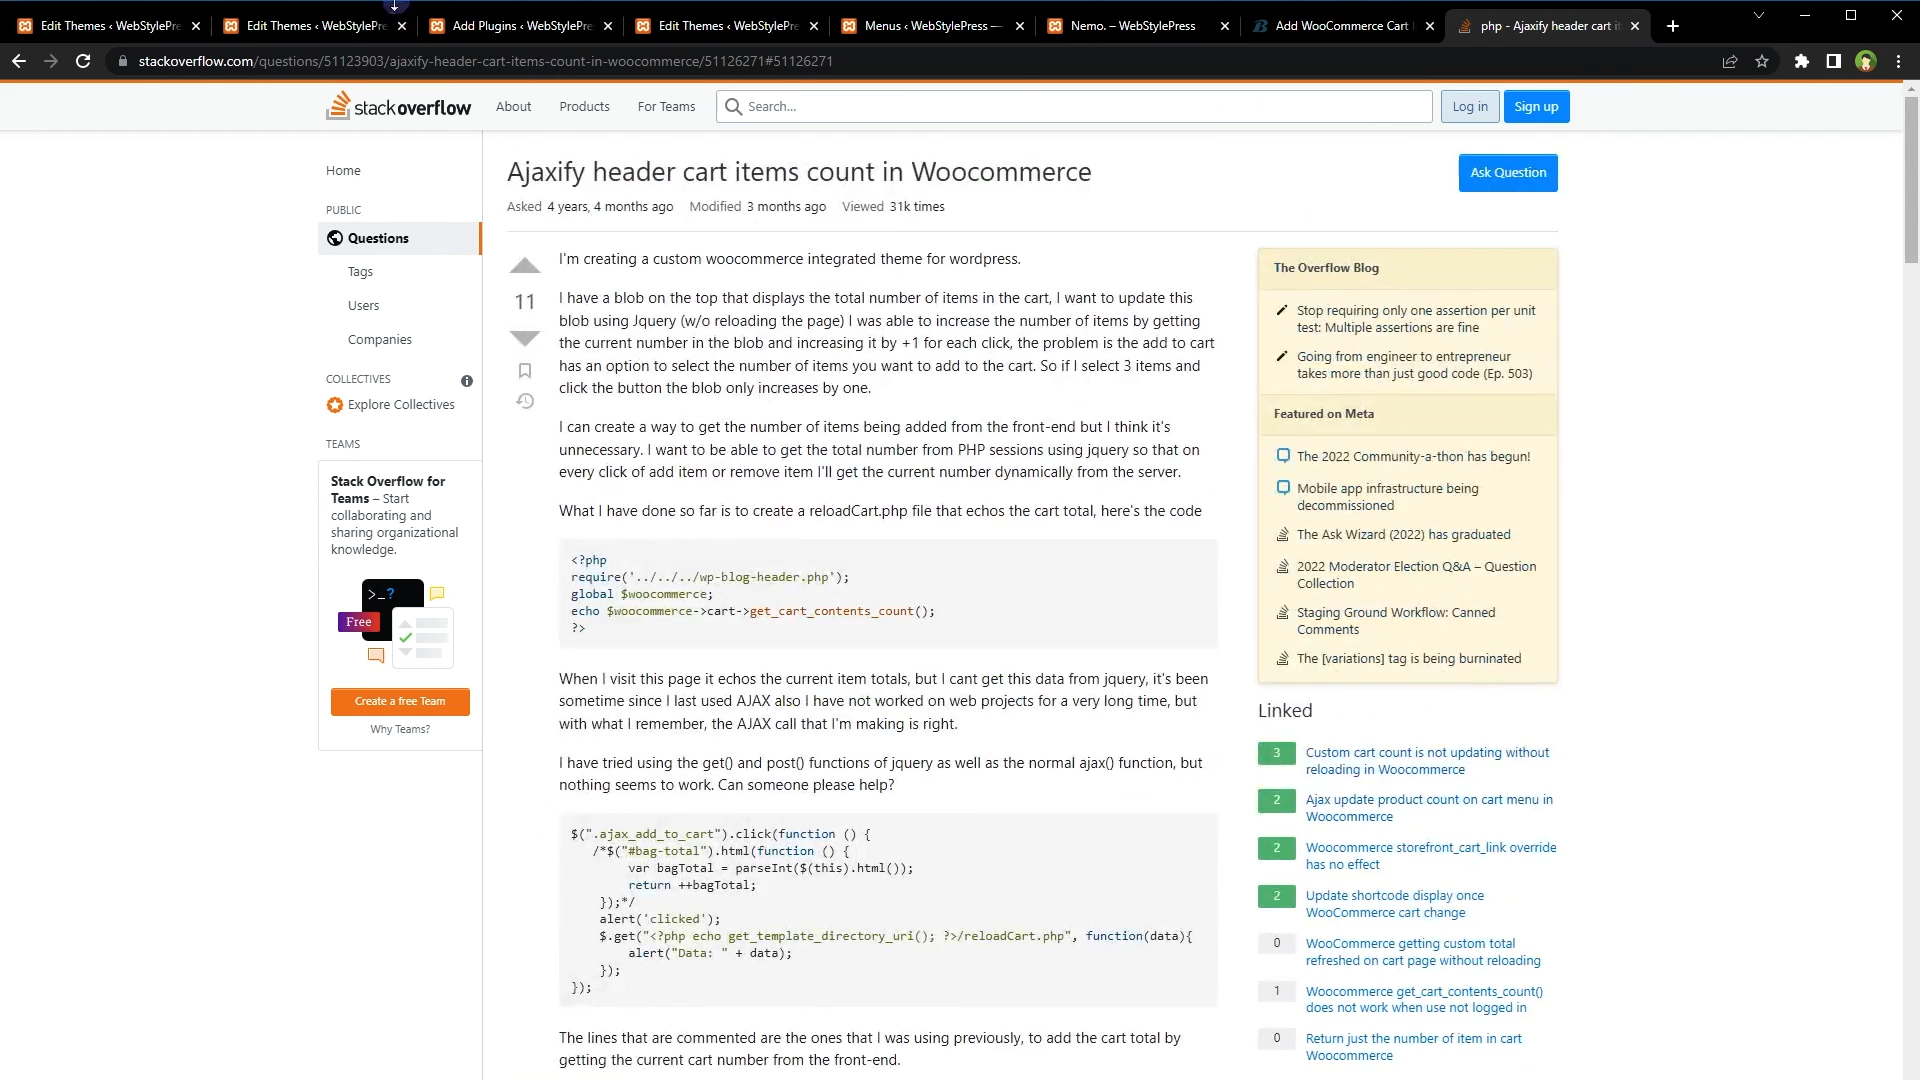 Edit Themes ‹ WebStylePre
Edit Themes ‹ WebStylePre
Add Plugins ‹ WebStylePre
Edit Themes ‹ WebStylePre
Menus ‹ WebStylePress —
Nemo. – WebStylePress
Add WooCommerce Cart
php - Ajaxify header cart it
stackoverflow.com/questions/51123903/ajaxify-header-cart-items-count-in-woocommerce/51126271#51126271
stackoverflow
About
Products
For Teams
Search...
Log in
Sign up
Home
PUBLIC
Questions
Tags
Users
Companies
COLLECTIVES
Explore Collectives
TEAMS
Stack Overflow for
Teams – Start
collaborating and
sharing organizational
knowledge.
>_?
Free
Create a free Team
Why Teams?
Ajaxify header cart items count in Woocommerce
Ask Question
Asked 4 years, 4 months ago Modified 3 months ago Viewed 31k times
11
I'm creating a custom woocommerce integrated theme for wordpress.
I have a blob on the top that displays the total number of items in the cart, I want to update this
blob using Jquery (w/o reloading the page) I was able to increase the number of items by getting
the current number in the blob and increasing it by +1 for each click, the problem is the add to cart
has an option to select the number of items you want to add to the cart. So if I select 3 items and
click the button the blob only increases by one.
I can create a way to get the number of items being added from the front-end but I think it's
unnecessary. I want to be able to get the total number from PHP sessions using jquery so that on
every click of add item or remove item I'll get the current number dynamically from the server.
What I have done so far is to create a reloadCart.php file that echos the cart total, here's the code
<?php
require('../../../wp-blog-header.php');
global $woocommerce;
echo $woocommerce->cart->get_cart_contents_count();
?>
When I visit this page it echos the current item totals, but I cant get this data from jquery, it's been
sometime since I last used AJAX also I have not worked on web projects for a very long time, but
with what I remember, the AJAX call that I'm making is right.
I have tried using the get() and post() functions of jquery as well as the normal ajax() function, but
nothing seems to work. Can someone please help?
$(".ajax_add_to_cart").click(function () {
/*$("#bag-total").html(function () {
var bagTotal = parseInt($(this).html());
return ++bagTotal;
});*/
alert('clicked');
$.get("<?php echo get_template_directory_uri(); ?>/reloadCart.php", function(data){
alert("Data: " + data);
});
});
The lines that are commented are the ones that I was using previously, to add the cart total by
getting the current cart number from the front-end.
The Overflow Blog
Stop requiring only one assertion per unit
test: Multiple assertions are fine
Going from engineer to entrepreneur
takes more than just good code (Ep. 503)
Featured on Meta
The 2022 Community-a-thon has begun!
Mobile app infrastructure being
decommissioned
The Ask Wizard (2022) has graduated
2022 Moderator Election Q&A – Question
Collection
Staging Ground Workflow: Canned
Comments
The [variations] tag is being burninated
Linked
3 Custom cart count is not updating without
reloading in Woocommerce
2 Ajax update product count on cart menu in
Woocommerce
2 Woocommerce storefront_cart_link override
has no effect
2 Update shortcode display once
WooCommerce cart change
0 WooCommerce getting custom total
refreshed on cart page without reloading
1 Woocommerce get_cart_contents_count()
does not work when use not logged in
0 Return just the number of item in cart
Woocommerce